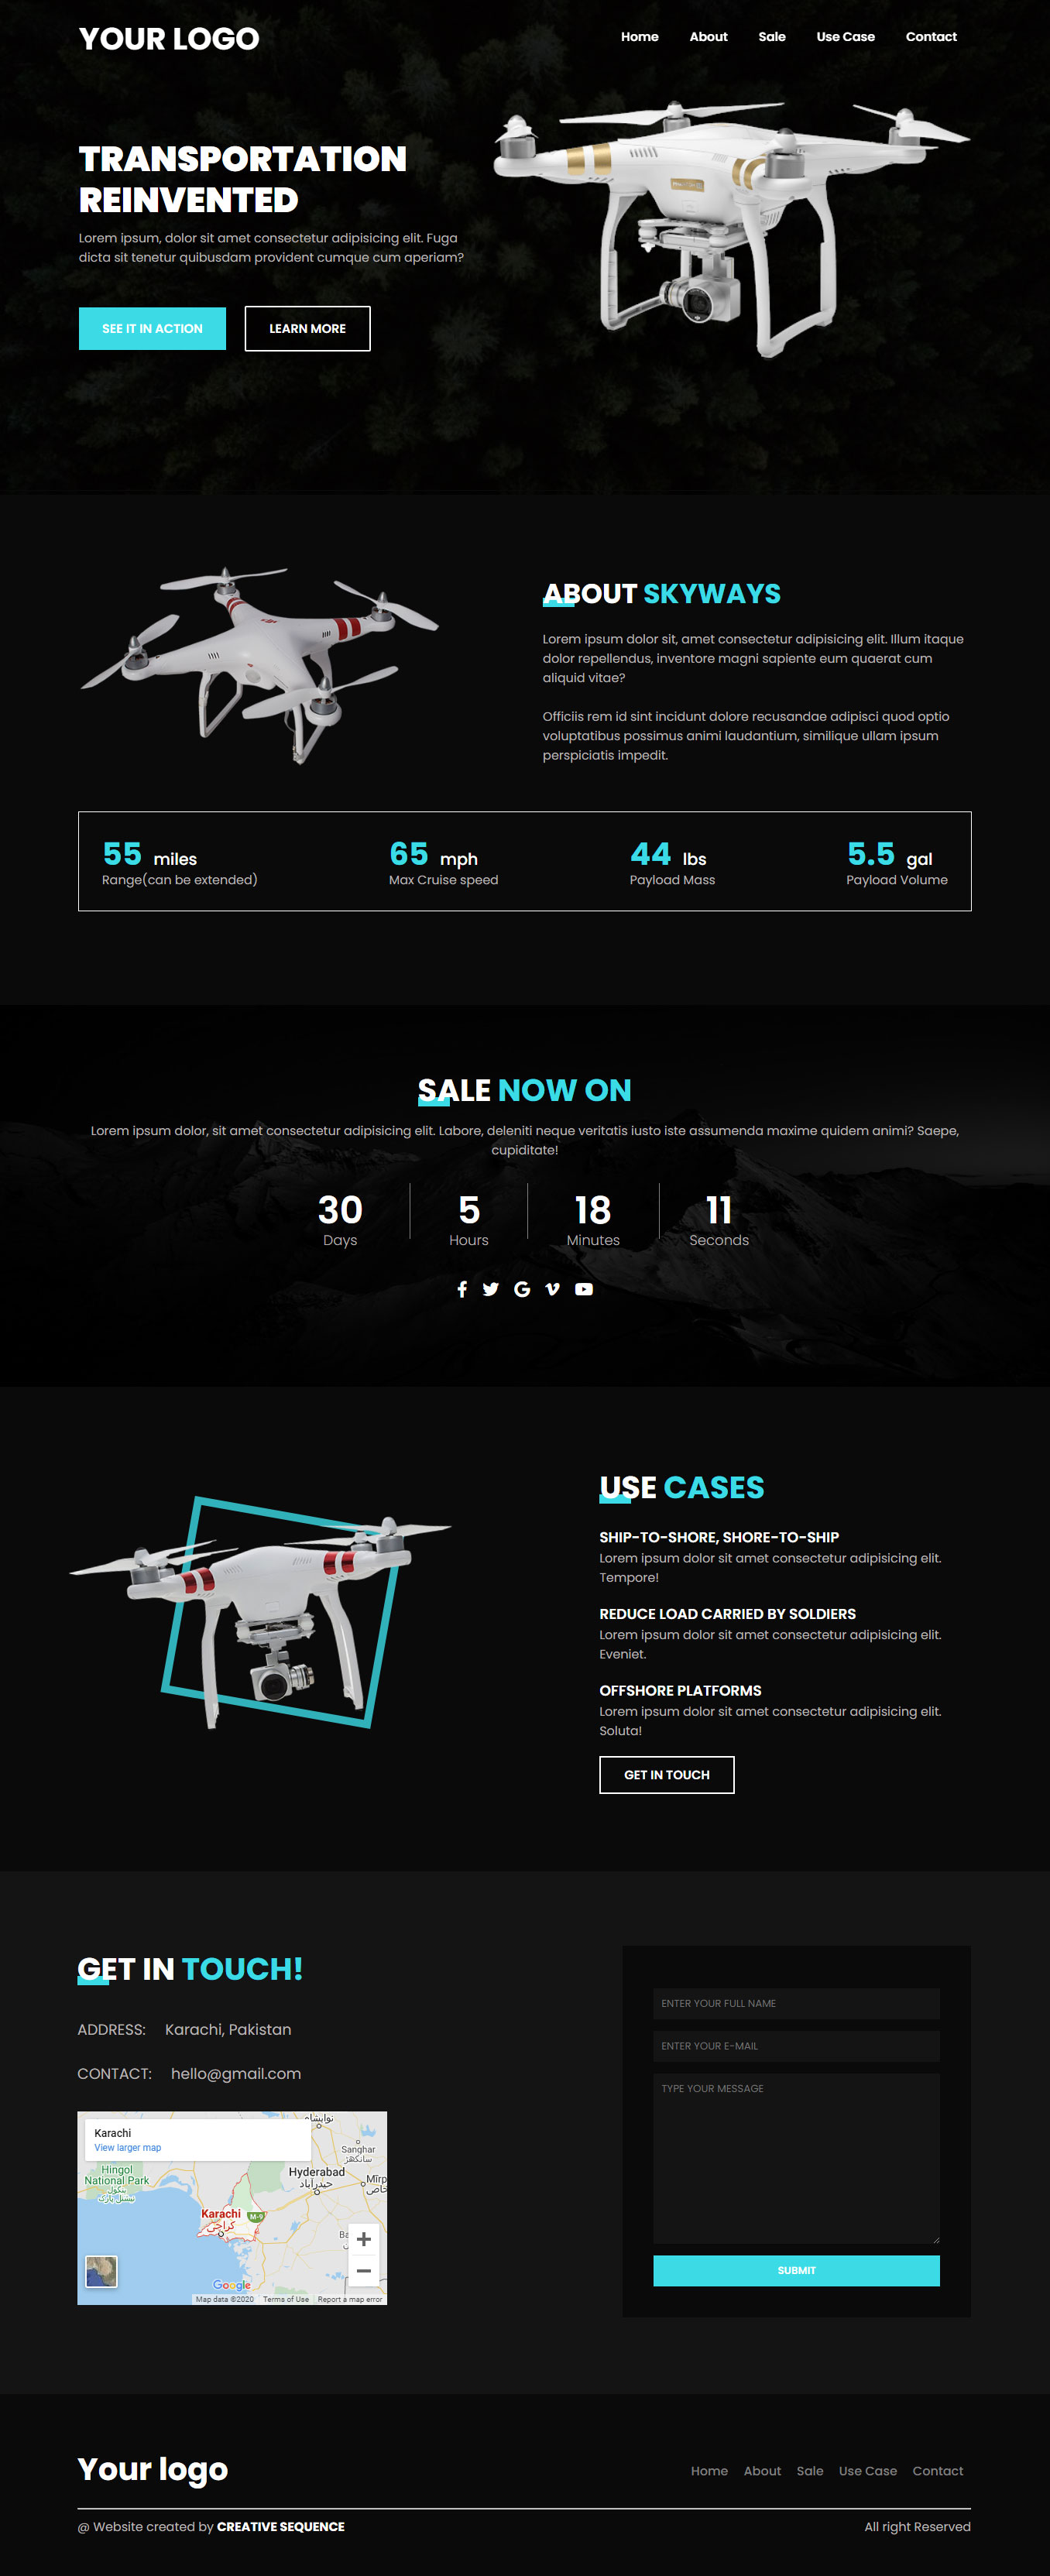 YOUR LOGO
Home About Sale Use Case Contact
TRANSPORTATION
REINVENTED
Lorem ipsum, dolor sit amet consectetur adipisicing elit. Fuga
dicta sit tenetur quibusdam provident cumque cum aperiam?
SEE IT IN ACTION LEARN MORE
ABOUT SKYWAYS
Lorem ipsum dolor sit, amet consectetur adipisicing elit. Illum itaque
dolor repellendus, inventore magni sapiente eum quaerat cum
aliquid vitae?
Officiis rem id sint incidunt dolore recusandae adipisci quod optio
voluptatibus possimus animi laudantium, similique ullam ipsum
perspiciatis impedit.
55 miles 65 mph 44 lbs 5.5 gal
Range(can be extended) Max Cruise speed Payload Mass Payload Volume
SALE NOW ON
Lorem ipsum dolor, sit amet consectetur adipisicing elit. Labore, deleniti neque veritatis iusto iste assumenda maxime quidem animi? Saepe,
cupiditate!
30 5 18 11
Days Hours Minutes Seconds
USE CASES
SHIP-TO-SHORE, SHORE-TO-SHIP
Lorem ipsum dolor sit amet consectetur adipisicing elit.
Tempore!
REDUCE LOAD CARRIED BY SOLDIERS
Lorem ipsum dolor sit amet consectetur adipisicing elit.
Eveniet.
OFFSHORE PLATFORMS
Lorem ipsum dolor sit amet consectetur adipisicing elit.
Soluta!
GET IN TOUCH
GET IN TOUCH!
ADDRESS: Karachi, Pakistan
CONTACT: hello@gmail.com
Karachi
View larger map
نوابشاہ
Sanghar
سانگھڑ
Hingol
National Park
ہنگول
نیشنل پارک
Hyderabad
حیدرآباد
Mirp
خاص
Karachi
كراچى
M-9
Ba
Google
Map data ©2020 Terms of Use Report a map error
ENTER YOUR FULL NAME
ENTER YOUR E-MAIL
TYPE YOUR MESSAGE
SUBMIT
Your logo
Home About Sale Use Case Contact
@ Website created by CREATIVE SEQUENCE
All right Reserved